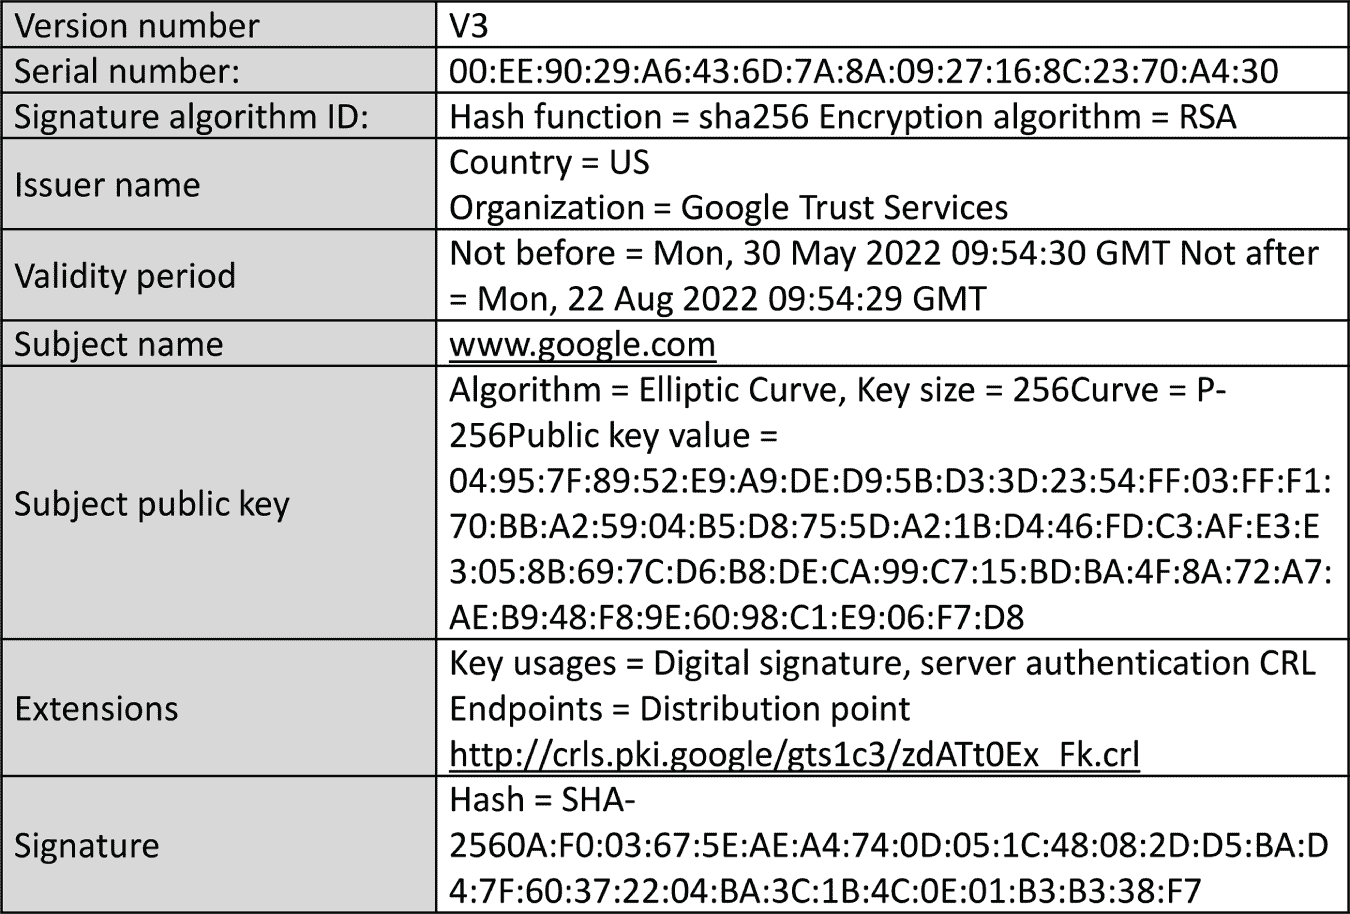 Version number
V3
Serial number:
00:EE:90:29:A6:43:6D:7A:8A:09:27:16:8C:23:70:A4:30
Signature algorithm ID:
Hash function = sha256 Encryption algorithm = RSA
Issuer name
Country = US
Organization = Google Trust Services
Validity period
Not before = Mon, 30 May 2022 09:54:30 GMT Not after
= Mon, 22 Aug 2022 09:54:29 GMT
Subject name
www.google.com
Subject public key
Algorithm = Elliptic Curve, Key size = 256Curve = P-
256Public key value =
04:95:7F:89:52:E9:A9:DE:D9:5B:D3:3D:23:54:FF:03:FF:F1:
70:BB:A2:59:04:B5:D8:75:5D:A2:1B:D4:46:FD:C3:AF:E3:E
3:05:8B:69:7C:D6:B8:DE:CA:99:C7:15:BD:BA:4F:8A:72:A7:
AE:B9:48:F8:9E:60:98:C1:E9:06:F7:D8
Extensions
Key usages = Digital signature, server authentication CRL
Endpoints = Distribution point
http://crls.pki.google/gts1c3/zdATt0Ex_Fk.crl
Signature
Hash = SHA-
2560A:F0:03:67:5E:AE:A4:74:0D:05:1C:48:08:2D:D5:BA:D
4:7F:60:37:22:04:BA:3C:1B:4C:0E:01:B3:B3:38:F7